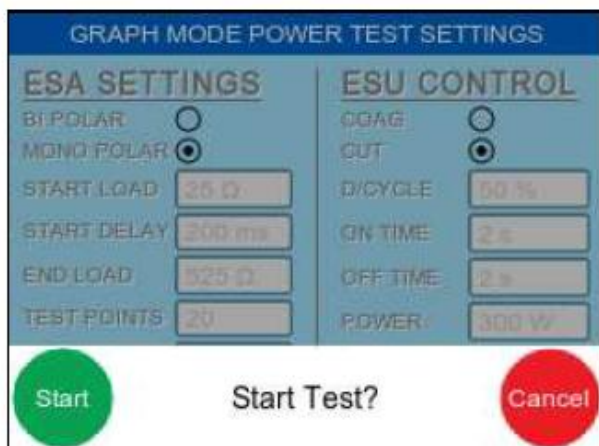 GRAPH MODE POWER TEST SETTINGS
ESA SETTINGS
BI POLAR
MONO POLAR
START LOAD 25 Ω
START DELAY 200 ms
END LOAD 525 Ω
TEST POINTS 20
ESU CONTROL
COAG
CUT
D/CYCLE 50 %
ON TIME 2 s
OFF TIME 2 s
POWER 300 W
Start
Start Test?
Cancel